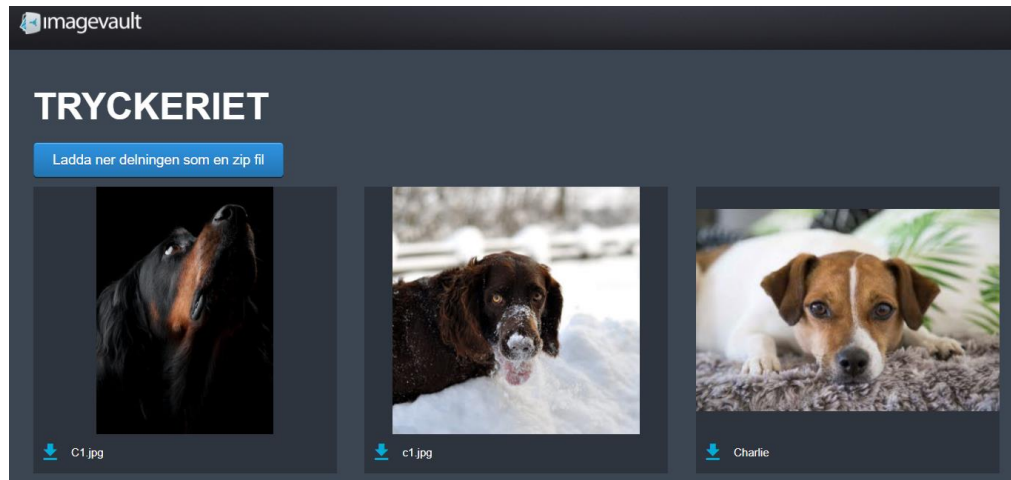 imagevault
TRYCKERIET
Ladda ner delningen som en zip fil
C1.jpg
c1.jpg
Charlie